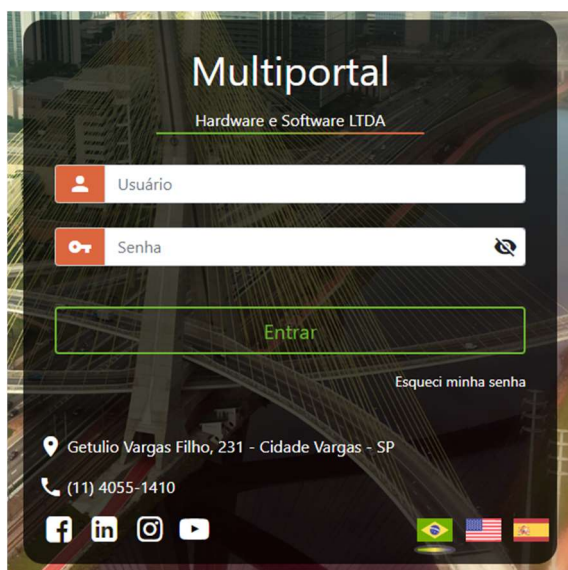 Multiportal
Hardware e Software LTDA
Usuário
Senha
Entrar
Esqueci minha senha
Getulio Vargas Filho, 231 - Cidade Vargas - SP
(11) 4055-1410